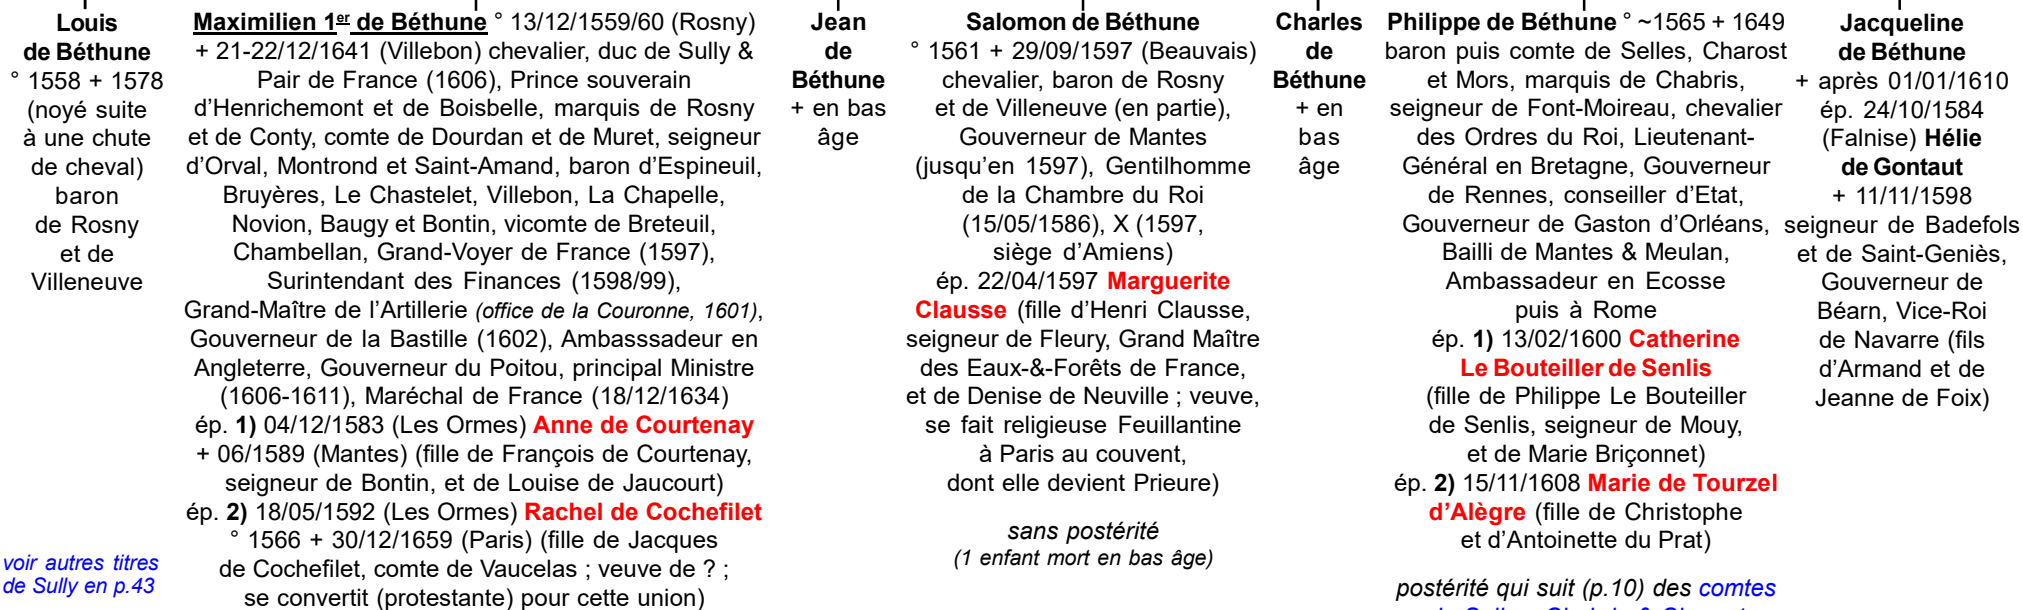 Louis
de Béthune
° 1558 + 1578
(noyé suite
à une chute
de cheval)
baron
de Rosny
et de
Villeneuve
voir autres titres
de Sully en p.43
Maximilien 1er de Béthune ° 13/12/1559/60 (Rosny)
+ 21-22/12/1641 (Villebon) chevalier, duc de Sully &
Pair de France (1606), Prince souverain
d'Henrichemont et de Boisbelle, marquis de Rosny
et de Conty, comte de Dourdan et de Muret, seigneur
d'Orval, Montrond et Saint-Amand, baron d'Espineuil,
Bruyères, Le Chastelet, Villebon, La Chapelle,
Novion, Baugy et Bontin, vicomte de Breteuil,
Chambellan, Grand-Voyer de France (1597),
Surintendant des Finances (1598/99),
Grand-Maître de l'Artillerie (office de la Couronne, 1601),
Gouverneur de la Bastille (1602), Ambasssadeur en
Angleterre, Gouverneur du Poitou, principal Ministre
(1606-1611), Maréchal de France (18/12/1634)
ép. 1) 04/12/1583 (Les Ormes) Anne de Courtenay
+ 06/1589 (Mantes) (fille de François de Courtenay,
seigneur de Bontin, et de Louise de Jaucourt)
ép. 2) 18/05/1592 (Les Ormes) Rachel de Cochefilet
° 1566 + 30/12/1659 (Paris) (fille de Jacques
de Cochefilet, comte de Vaucelas ; veuve de ? ;
se convertit (protestante) pour cette union)
Jean
de
Béthune
+ en bas
âge
Salomon de Béthune
° 1561 + 29/09/1597 (Beauvais)
chevalier, baron de Rosny
et de Villeneuve (en partie),
Gouverneur de Mantes
(jusqu'en 1597), Gentilhomme
de la Chambre du Roi
(15/05/1586), X (1597,
siège d'Amiens)
ép. 22/04/1597 Marguerite
Clausse (fille d'Henri Clausse,
seigneur de Fleury, Grand Maître
des Eaux-&-Forêts de France,
et de Denise de Neuville ; veuve,
se fait religieuse Feuillantine
à Paris au couvent,
dont elle devient Prieure)
sans postérité
(1 enfant mort en bas âge)
Charles
de
Béthune
+ en
bas
âge
Philippe de Béthune ° ~1565 + 1649
baron puis comte de Selles, Charost
et Mors, marquis de Chabris,
seigneur de Font-Moireau, chevalier
des Ordres du Roi, Lieutenant-
Général en Bretagne, Gouverneur
de Rennes, conseiller d'Etat,
Gouverneur de Gaston d'Orléans,
Bailli de Mantes & Meulan,
Ambassadeur en Ecosse
puis à Rome
ép. 1) 13/02/1600 Catherine
Le Bouteiller de Senlis
(fille de Philippe Le Bouteiller
de Senlis, seigneur de Mouy,
et de Marie Briçonnet)
ép. 2) 15/11/1608 Marie de Tourzel
d'Alègre (fille de Christophe
et d'Antoinette du Prat)
postérité qui suit (p.10) des comtes
Jacqueline
de Béthune
+ après 01/01/1610
ép. 24/10/1584
(Falnise) Hélie
de Gontaut
+ 11/11/1598
seigneur de Badefols
et de Saint-Geniès,
Gouverneur de
Béarn, Vice-Roi
de Navarre (fils
d'Armand et de
Jeanne de Foix)